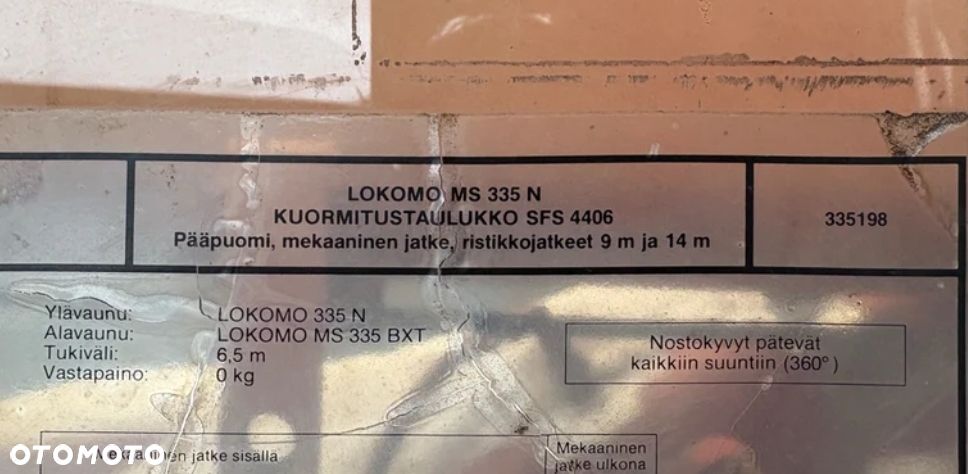 LOKOMO MS 335 N
KUORMITUSTAULUKKO SFS 4406
Pääpuomi, mekaaninen jatke, ristikkojatkeet 9 m ja 14 m
335198
Ylävaunu: LOKOMO 335 N
Alavaunu: LOKOMO MS 335 BXT
Tukiväli: 6,5 m
Vastapaino: 0 kg
Nostokyvyt pätevät
kaikkiin suuntiin (360°)
Mekaaninen jatke sisällä
Mekaaninen
jatke ulkona
OTOMOTO